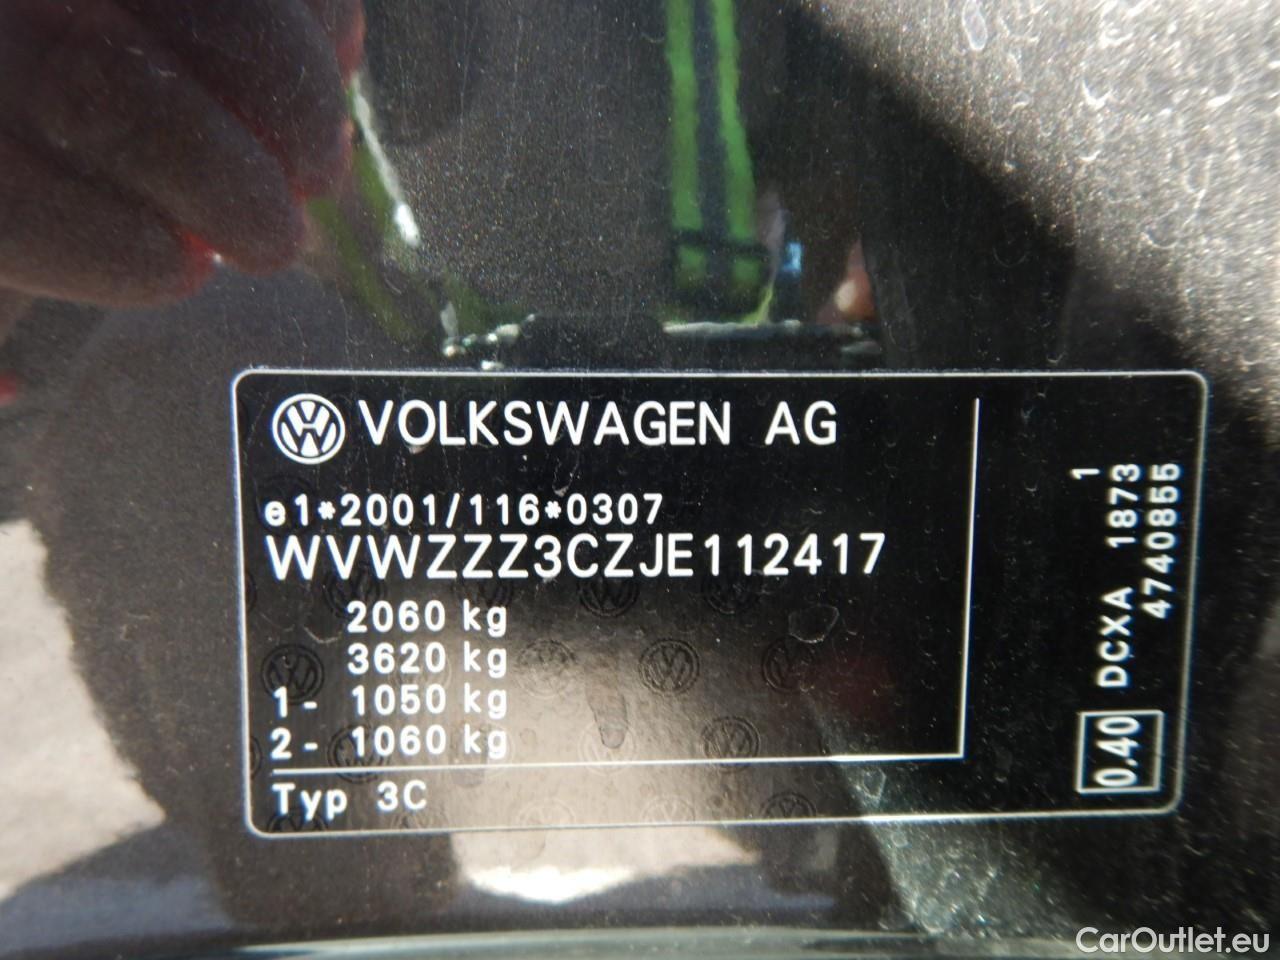 VOLKSWAGEN AG
e1*2001/116*0307
WVWZZZ3CZJE112417
2060 kg
3620 kg
1- 1050 kg
2- 1060 kg
Typ 3C
1
0.40 DCXA 1873
4740855
CarOutlet.eu